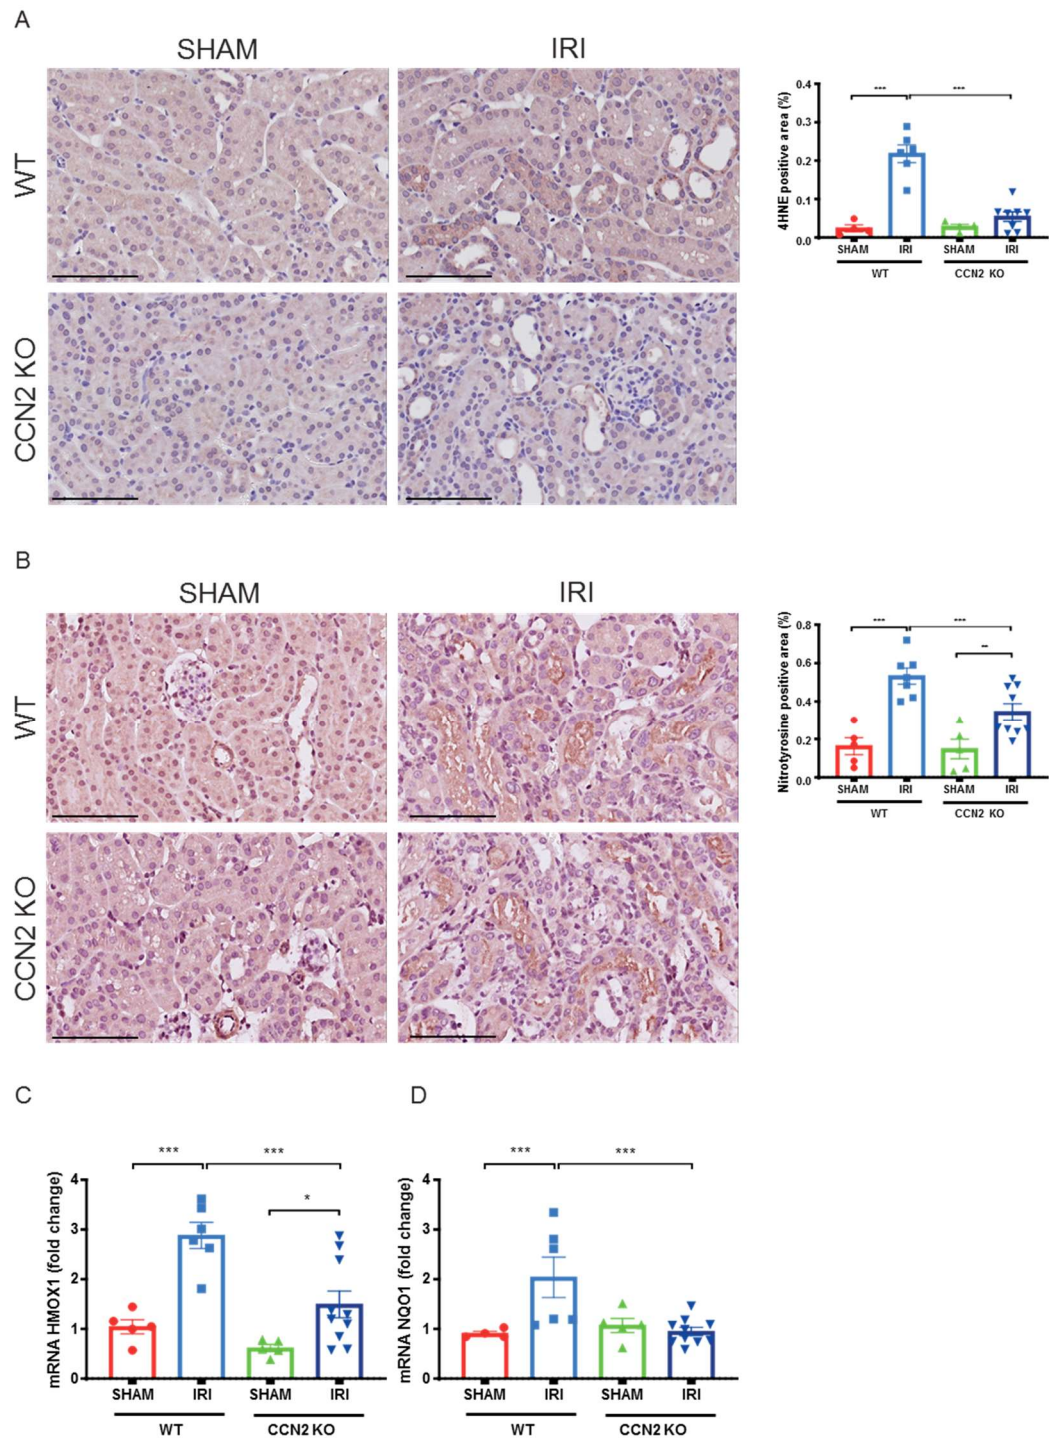 A
SHAM
IRI
WT
CCN2 KO
4HNE positive area (%)
0.4
0.3
0.2
0.1
0.0
***
***
SHAM IRI SHAM IRI
WT CCN2 KO
B
SHAM
IRI
WT
CCN2 KO
Nitrotyrosine positive area (%)
0.8
0.6
0.4
0.2
0.0
***
***
**
SHAM IRI SHAM IRI
WT CCN2 KO
C
mRNA HMOX1 (fold change)
4
3
2
1
0
***
***
*
SHAM IRI SHAM IRI
WT CCN2 KO
D
mRNA NQO1 (fold change)
4
3
2
1
0
***
***
SHAM IRI SHAM IRI
WT CCN2 KO